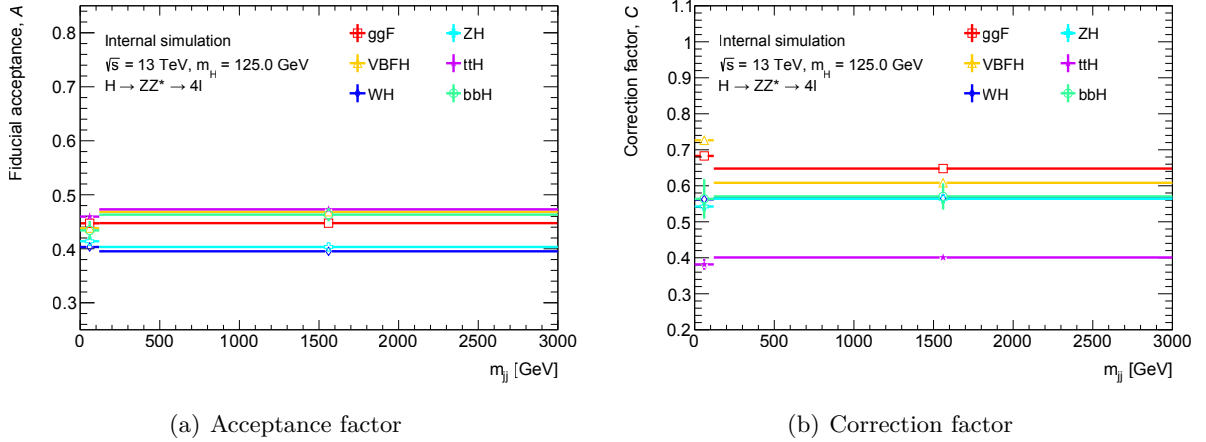 Fiducial acceptance, A
0.8
0.7
0.6
0.5
0.4
0.3
Internal simulation
√s = 13 TeV, m_H = 125.0 GeV
H → ZZ* → 4l
ggF
VBFH
WH
ZH
ttH
bbH
0 500 1000 1500 2000 2500 3000
m_jj [GeV]
(a) Acceptance factor
Correction factor, C
1.1
1
0.9
0.8
0.7
0.6
0.5
0.4
0.3
0.2
Internal simulation
√s = 13 TeV, m_H = 125.0 GeV
H → ZZ* → 4l
ggF
VBFH
WH
ZH
ttH
bbH
0 500 1000 1500 2000 2500 3000
m_jj [GeV]
(b) Correction factor